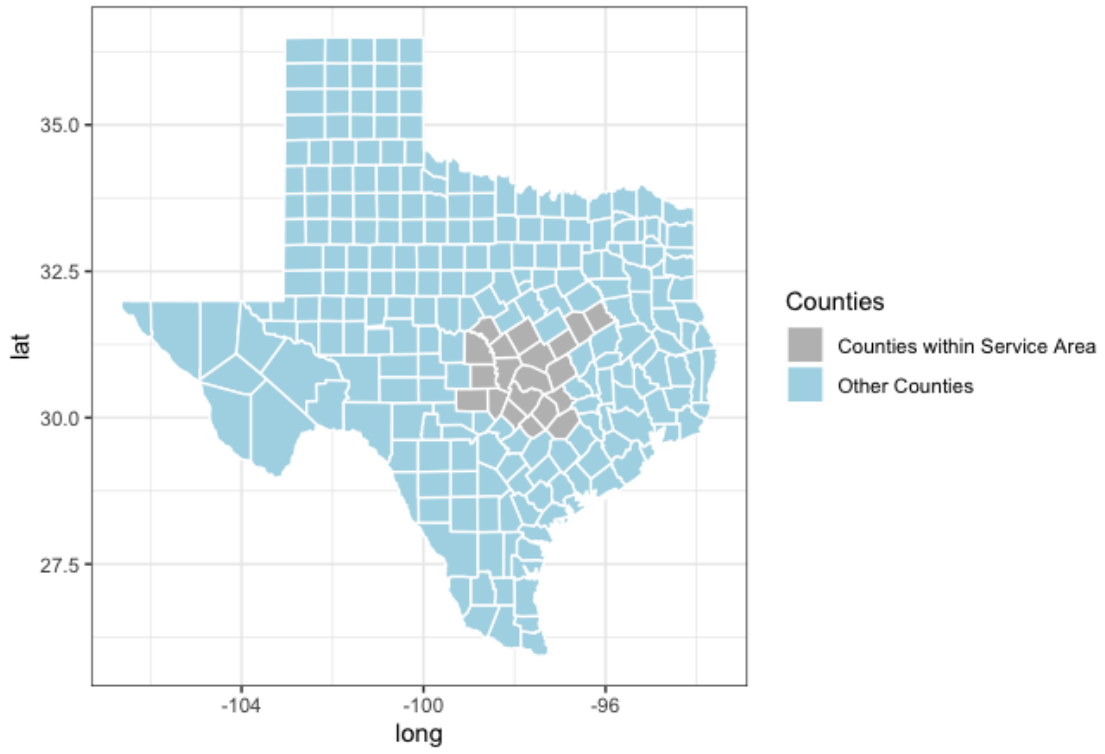 35.0
32.5
30.0
27.5
lat
-104
-100
-96
long
Counties
Counties within Service Area
Other Counties